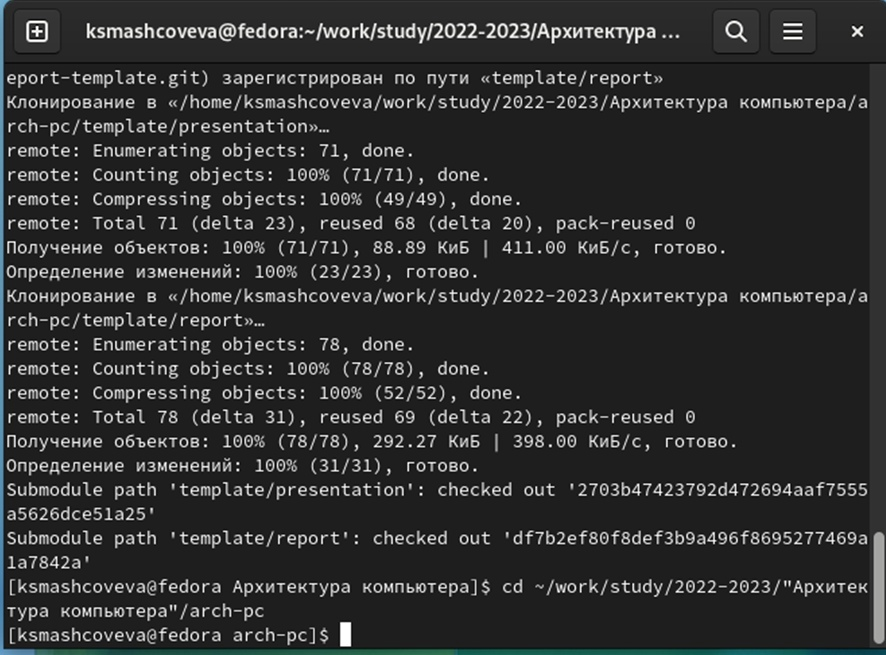 ksmashcoveva@fedora:~/work/study/2022-2023/Архитектура ...
eport-template.git) зарегистрирован по пути «template/report»
Клонирование в «/home/ksmashcoveva/work/study/2022-2023/Архитектура компьютера/a
rch-pc/template/presentation»…
remote: Enumerating objects: 71, done.
remote: Counting objects: 100% (71/71), done.
remote: Compressing objects: 100% (49/49), done.
remote: Total 71 (delta 23), reused 68 (delta 20), pack-reused 0
Получение объектов: 100% (71/71), 88.89 КиБ | 411.00 КиБ/с, готово.
Определение изменений: 100% (23/23), готово.
Клонирование в «/home/ksmashcoveva/work/study/2022-2023/Архитектура компьютера/a
rch-pc/template/report»…
remote: Enumerating objects: 78, done.
remote: Counting objects: 100% (78/78), done.
remote: Compressing objects: 100% (52/52), done.
remote: Total 78 (delta 31), reused 69 (delta 22), pack-reused 0
Получение объектов: 100% (78/78), 292.27 КиБ | 398.00 КиБ/с, готово.
Определение изменений: 100% (31/31), готово.
Submodule path 'template/presentation': checked out '2703b47423792d472694aaf7555
a5626dce51a25'
Submodule path 'template/report': checked out 'df7b2ef80f8def3b9a496f8695277469a
1a7842a'
[ksmashcoveva@fedora Архитектура компьютера]$ cd ~/work/study/2022-2023/"Архитек
тура компьютера"/arch-pc
[ksmashcoveva@fedora arch-pc]$